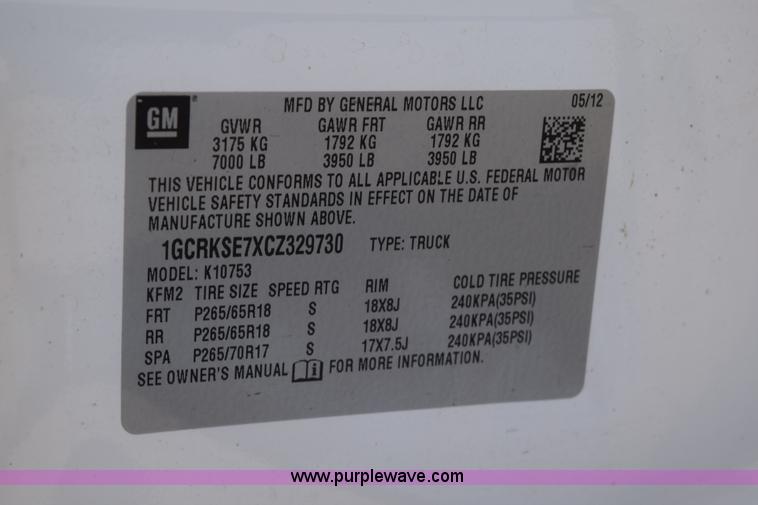 GM
MFD BY GENERAL MOTORS LLC 05/12
GVWR GAWR FRT GAWR RR
3175 KG 1792 KG 1792 KG
7000 LB 3950 LB 3950 LB
THIS VEHICLE CONFORMS TO ALL APPLICABLE U.S. FEDERAL MOTOR
VEHICLE SAFETY STANDARDS IN EFFECT ON THE DATE OF
MANUFACTURE SHOWN ABOVE.
1GCRKSE7XCZ329730 TYPE: TRUCK
MODEL: K10753
KFM2 TIRE SIZE SPEED RTG RIM COLD TIRE PRESSURE
FRT P265/65R18 S 18X8J 240KPA(35PSI)
RR P265/65R18 S 18X8J 240KPA(35PSI)
SPA P265/70R17 S 17X7.5J 240KPA(35PSI)
SEE OWNER'S MANUAL i FOR MORE INFORMATION.
www.purplewave.com